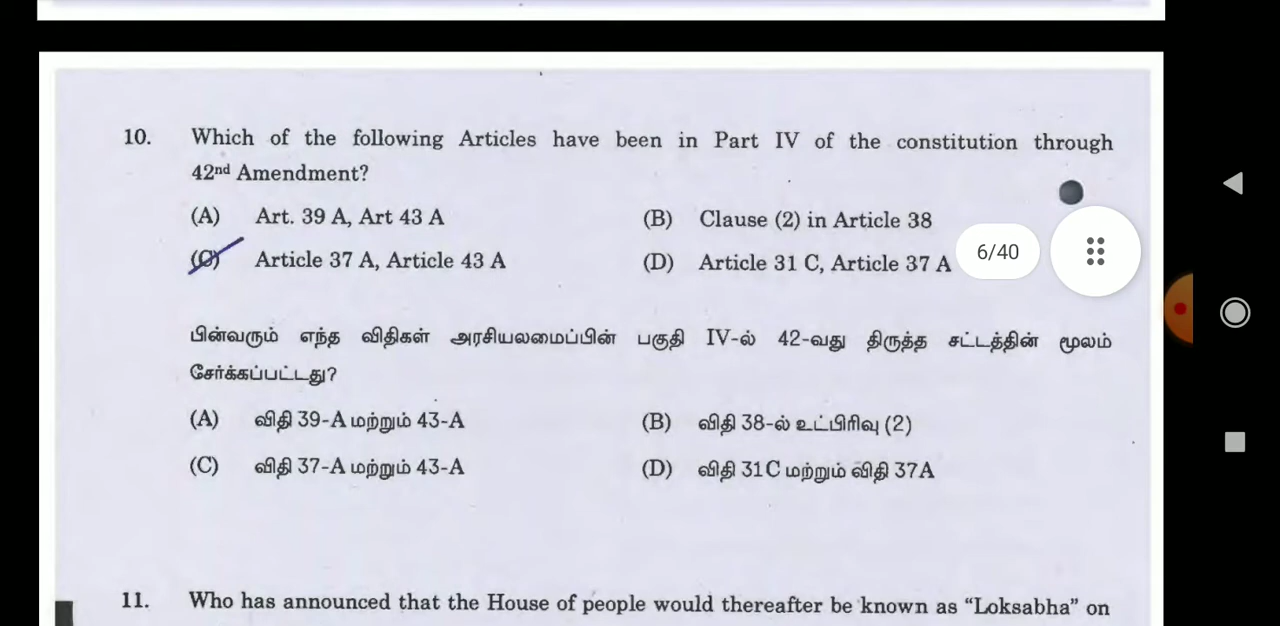 10. Which of the following Articles have been in Part IV of the constitution through
42nd Amendment?
(A) Art. 39 A, Art 43 A (B) Clause (2) in Article 38
(C) Article 37 A, Article 43 A (D) Article 31 C, Article 37 A
6/40
பின்வரும் எந்த விதிகள் அரசியலமைப்பின் பகுதி IV-ல் 42-வது திருத்த சட்டத்தின் மூலம்
சேர்க்கப்பட்டது?
(A) விதி 39-A மற்றும் 43-A (B) விதி 38-ல் உட்பிரிவு (2)
(C) விதி 37-A மற்றும் 43-A (D) விதி 31C மற்றும் விதி 37A
11. Who has announced that the House of people would thereafter be known as “Loksabha” on